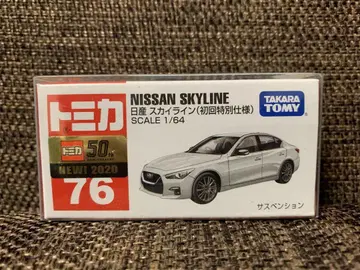 トミカ
トミカ 50th
ANNIVERSARY
NEW! 2020
76
NISSAN SKYLINE
日産 スカイライン(初回特別仕様)
SCALE 1/64
TAKARA
TOMY
サスペンション